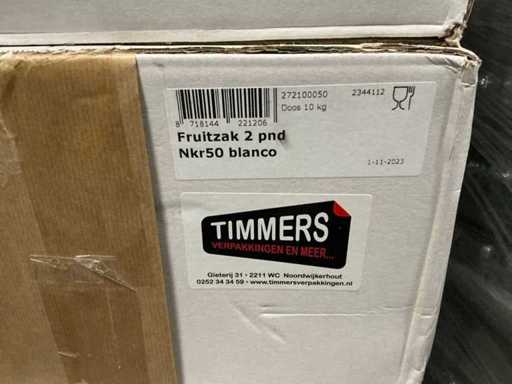 272100050 2344112
Doos 10 kg
8 718144 221206
Fruitzak 2 pnd
Nkr50 blanco
1-11-2023
TIMMERS
VERPAKKINGEN EN MEER...
Gieterij • 2211 WC Noordwijkerhout
0252 34 34 59 • www.timmersverpakkingen.nl